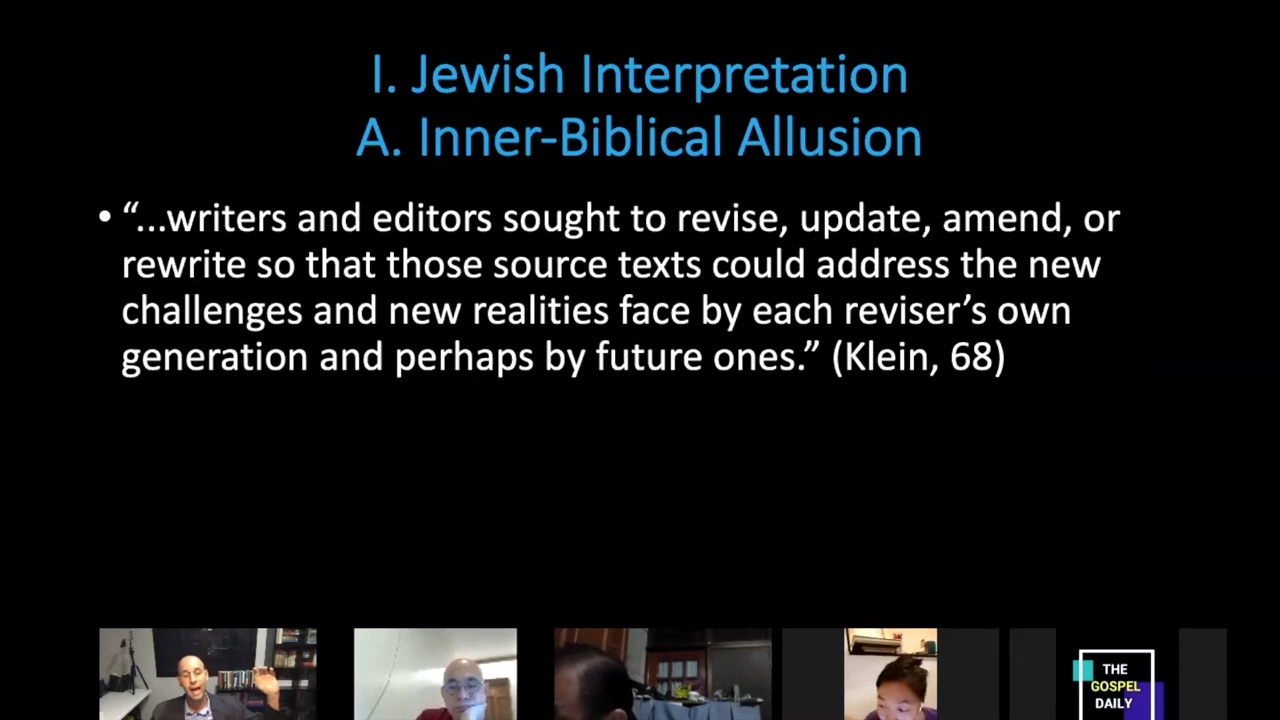 I. Jewish Interpretation
A. Inner-Biblical Allusion
• “...writers and editors sought to revise, update, amend, or
rewrite so that those source texts could address the new
challenges and new realities face by each reviser’s own
generation and perhaps by future ones.” (Klein, 68)
THE
GOSPEL
DAILY